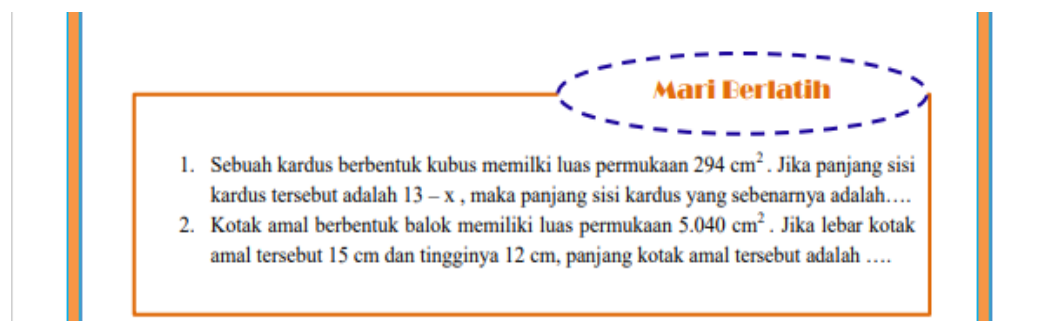 Mari Berlatih
1. Sebuah kardus berbentuk kubus memilki luas permukaan 294 cm². Jika panjang sisi
kardus tersebut adalah 13 – x , maka panjang sisi kardus yang sebenarnya adalah….
2. Kotak amal berbentuk balok memiliki luas permukaan 5.040 cm². Jika lebar kotak
amal tersebut 15 cm dan tingginya 12 cm, panjang kotak amal tersebut adalah ….